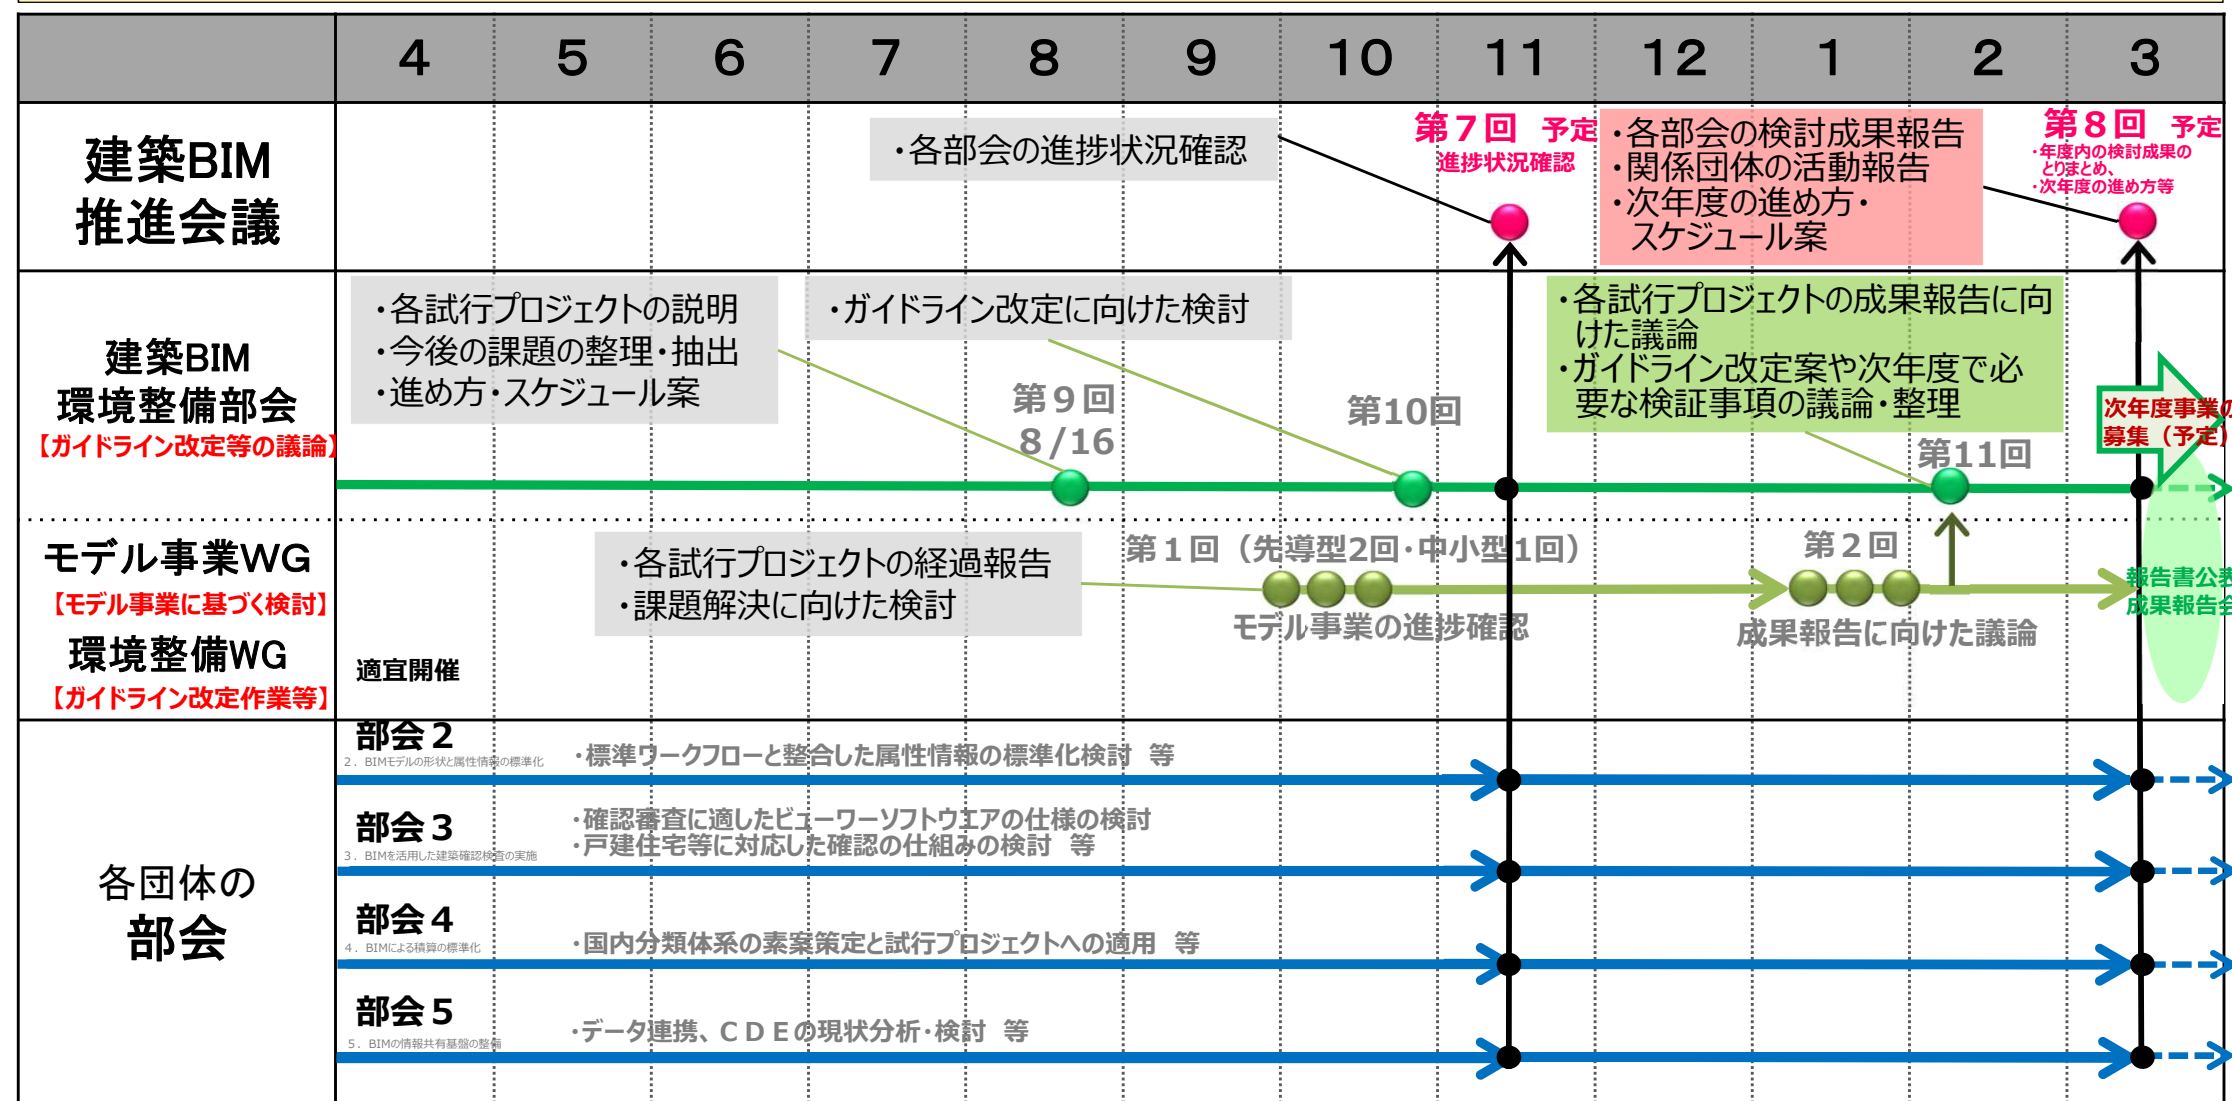 4 5 6 7 8 9 10 11 12 1 2 3
建築BIM
推進会議
・各部会の進捗状況確認
第７回 予定
進捗状況確認
・各部会の検討成果報告
・関係団体の活動報告
・次年度の進め方・
スケジュール案
第８回 予定
・年度内の検討成果の
とりまとめ、
・次年度の進め方等
建築BIM
環境整備部会
【ガイドライン改定等の議論】
・各試行プロジェクトの説明
・今後の課題の整理・抽出
・進め方・スケジュール案
・ガイドライン改定に向けた検討
第９回
８/16
第10回
・各試行プロジェクトの成果報告に向
けた議論
・ガイドライン改定案や次年度で必
要な検証事項の議論・整理
第11回
次年度事業の
募集（予定）
モデル事業WG
【モデル事業に基づく検討】
環境整備WG
【ガイドライン改定作業等】
適宜開催
・各試行プロジェクトの経過報告
・課題解決に向けた検討
第１回（先導型2回・中小型1回）
モデル事業の進捗確認
第２回
成果報告に向けた議論
報告書公表
成果報告会
各団体の
部会
部会２
２．BIMモデルの形状と属性情報の標準化
・標準ワークフローと整合した属性情報の標準化検討 等
部会３
３．BIMを活用した建築確認検査の実施
・確認審査に適したビューワーソフトウエアの仕様の検討
・戸建住宅等に対応した確認の仕組みの検討 等
部会４
４．BIMによる積算の標準化
・国内分類体系の素案策定と試行プロジェクトへの適用 等
部会５
５．BIMの情報共有基盤の整備
・データ連携、ＣＤＥの現状分析・検討 等